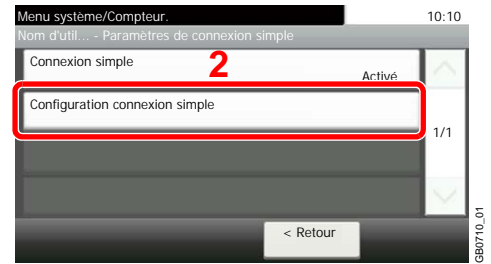 Menu système/Compteur.
10:10
Nom d'util... - Paramètres de connexion simple
Connexion simple
2
Activé
Configuration connexion simple
1/1
< Retour
GB0710_01